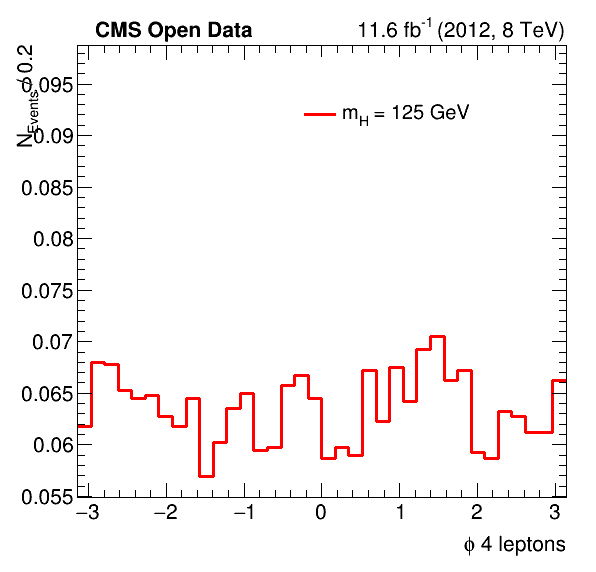 CMS Open Data 11.6 fb⁻¹ (2012, 8 TeV)
N_Events / 0.2
m_H = 125 GeV
0.095
0.09
0.085
0.08
0.075
0.07
0.065
0.06
0.055
−3 −2 −1 0 1 2 3
ϕ 4 leptons